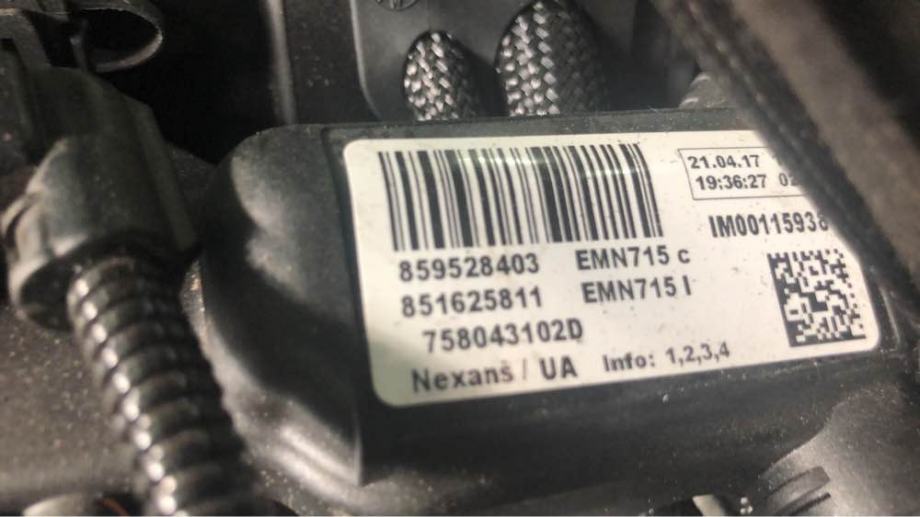 21.04.17
19:36:27
IM00115938
859528403 EMN715 c
851625811 EMN715 I
758043102D
Nexans / UA Info: 1,2,3,4